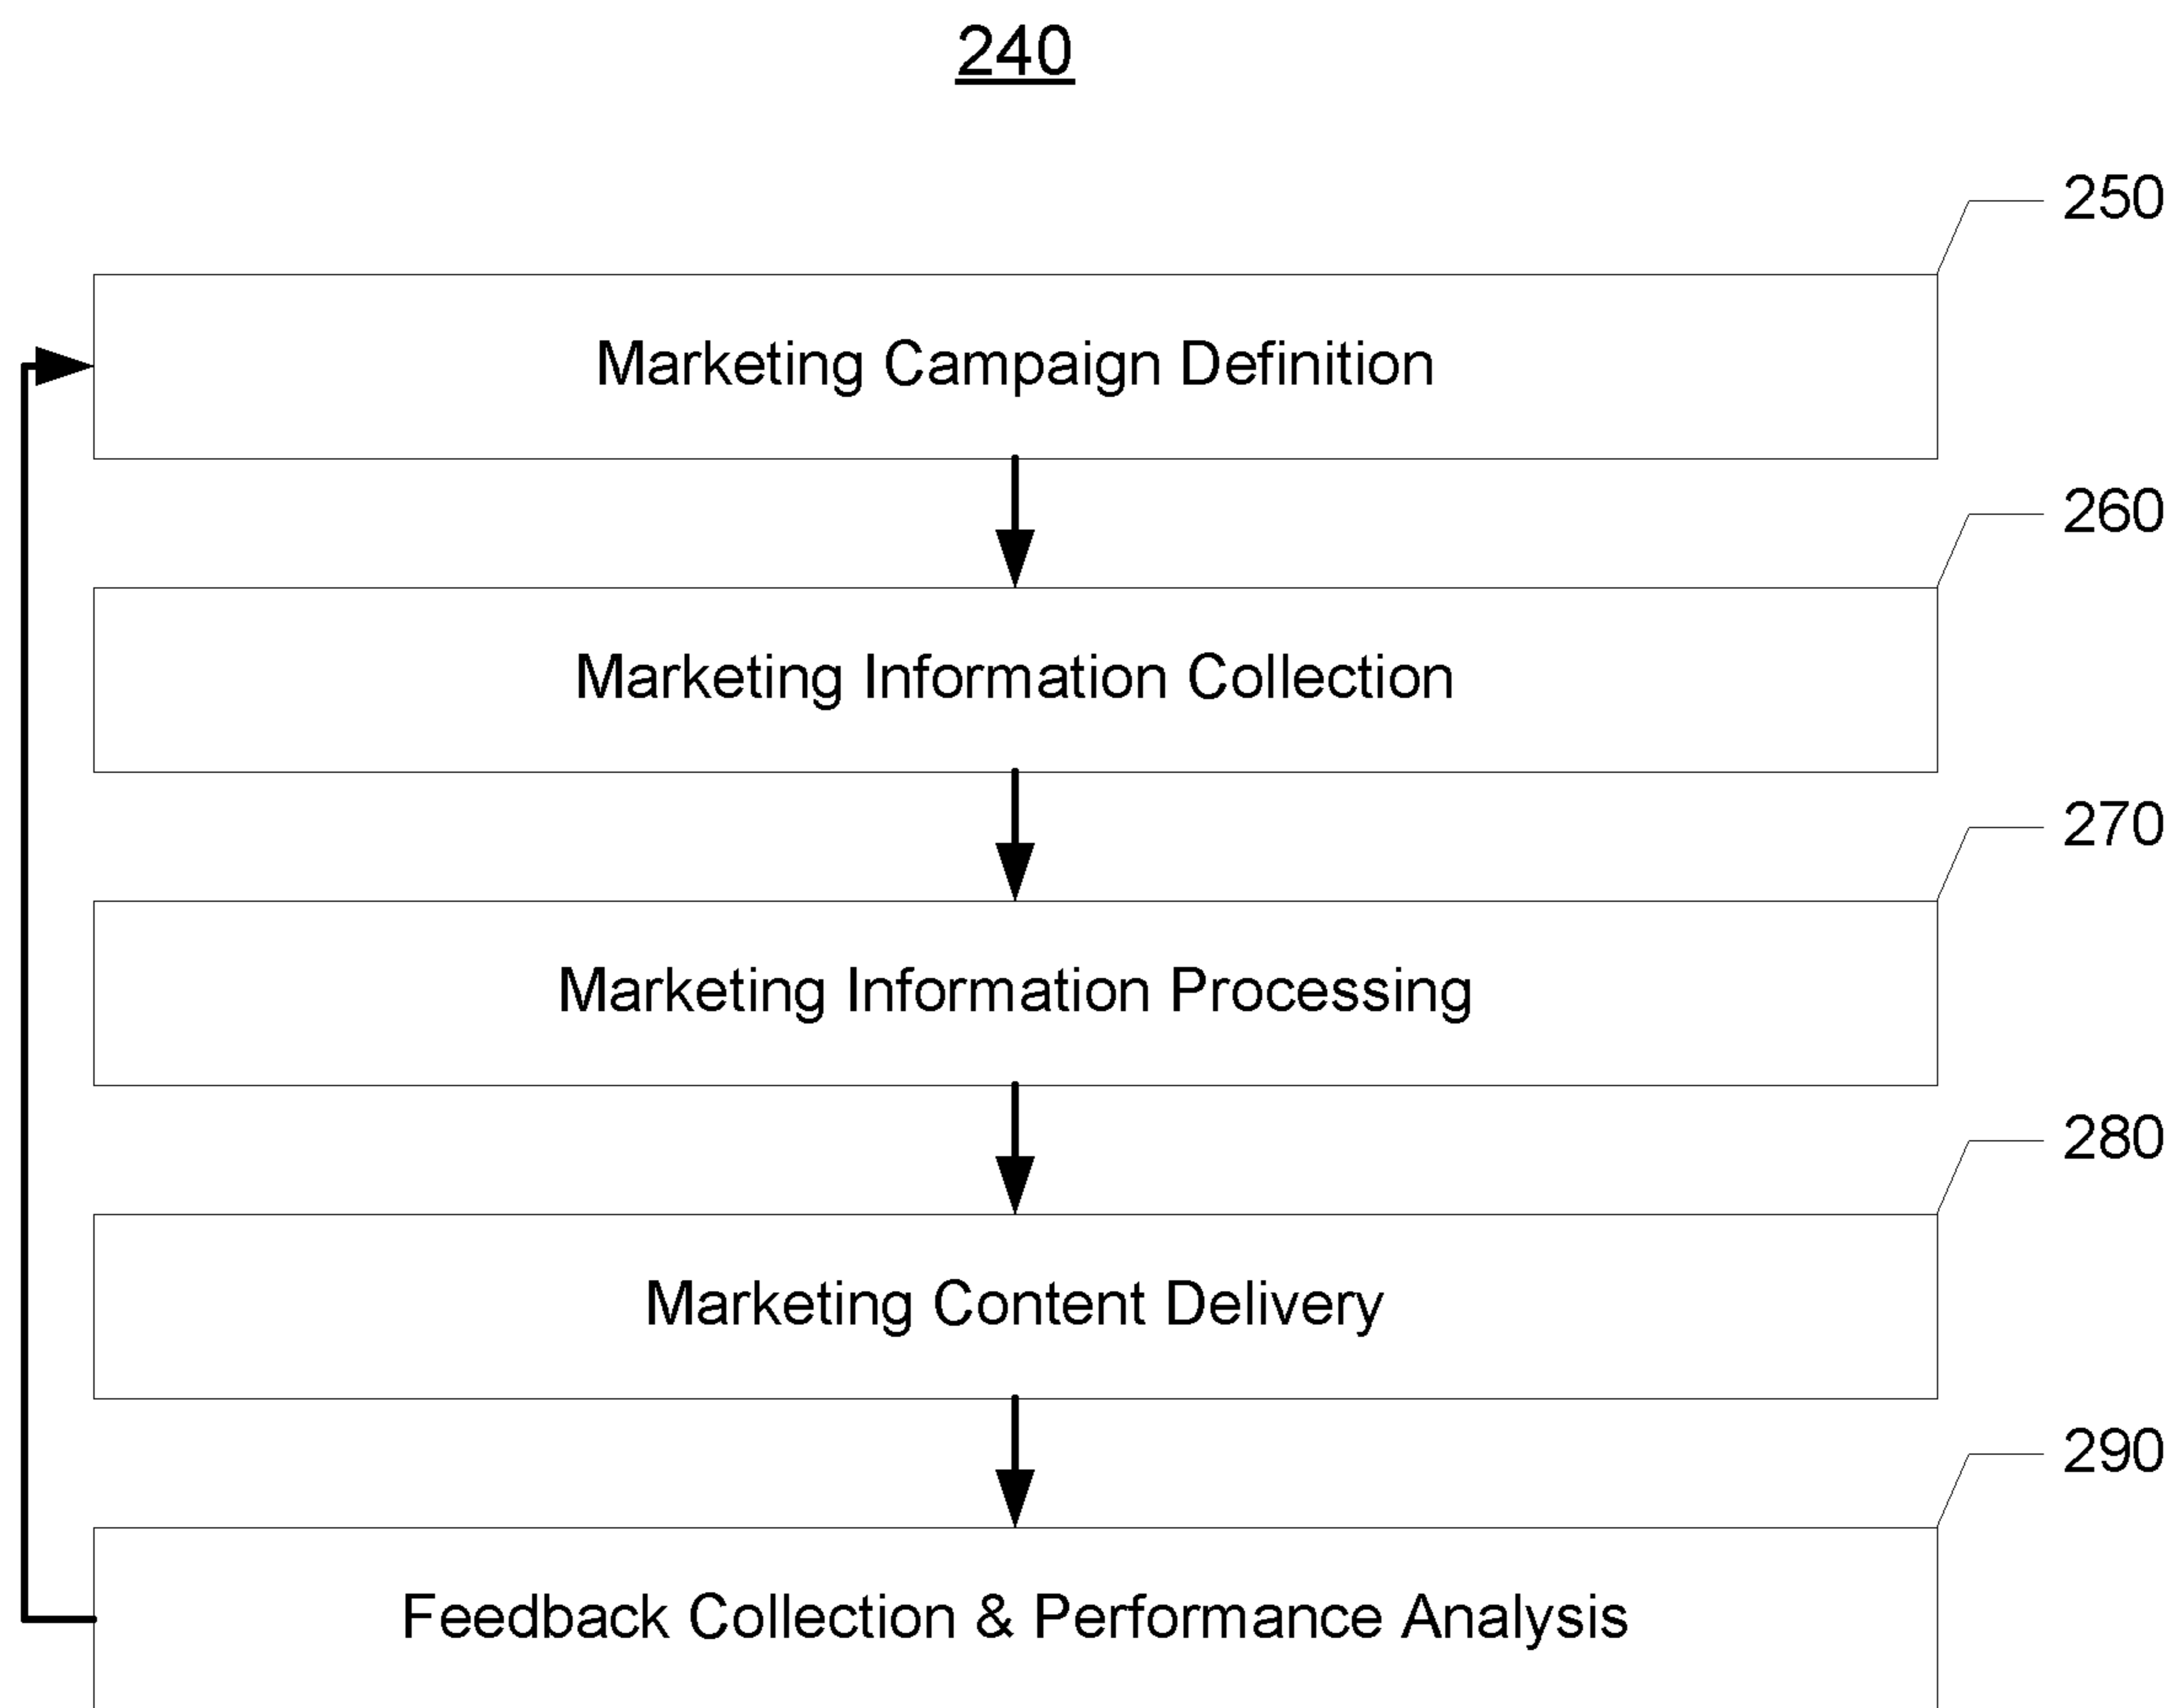 240
250
Marketing Campaign Definition
260
Marketing Information Collection
270
Marketing Information Processing
280
Marketing Content Delivery
290
Feedback Collection & Performance Analysis